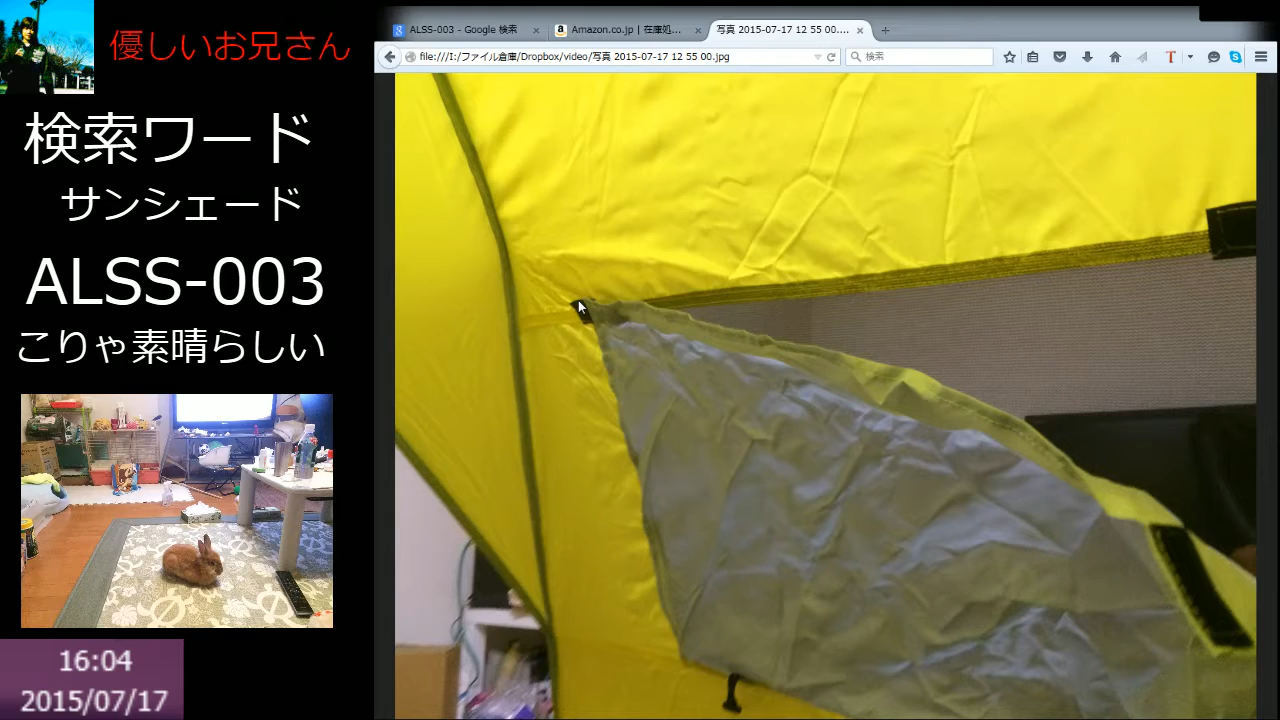 優しいお兄さん
検索ワード
サンシェード
ALSS-003
こりゃ素晴らしい
16:04
2015/07/17
ALSS-003 - Google 検索
Amazon.co.jp | 在庫処...
写真 2015-07-17 12 55 00....
file:///I:/ファイル倉庫/Dropbox/video/写真 2015-07-17 12 55 00.jpg
検索